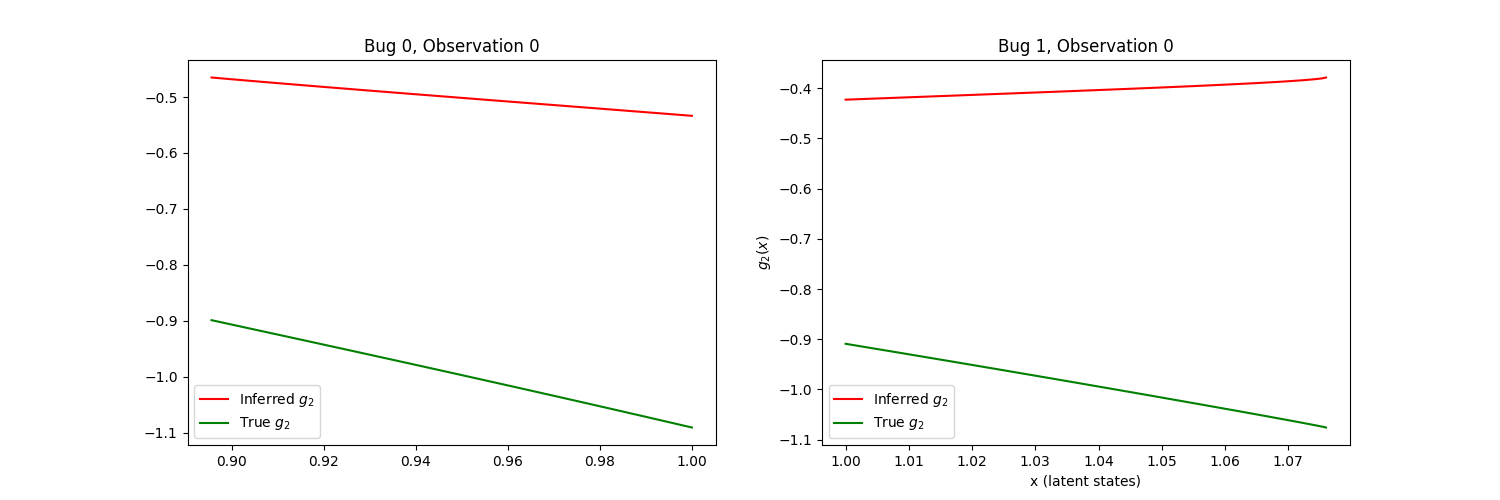 Bug 0, Observation 0
−0.5
−0.6
−0.7
−0.8
−0.9
−1.0
−1.1
Inferred g₂
True g₂
0.90 0.92 0.94 0.96 0.98 1.00
Bug 1, Observation 0
g₂(x)
−0.4
−0.5
−0.6
−0.7
−0.8
−0.9
−1.0
−1.1
Inferred g₂
True g₂
1.00 1.01 1.02 1.03 1.04 1.05 1.06 1.07
x (latent states)